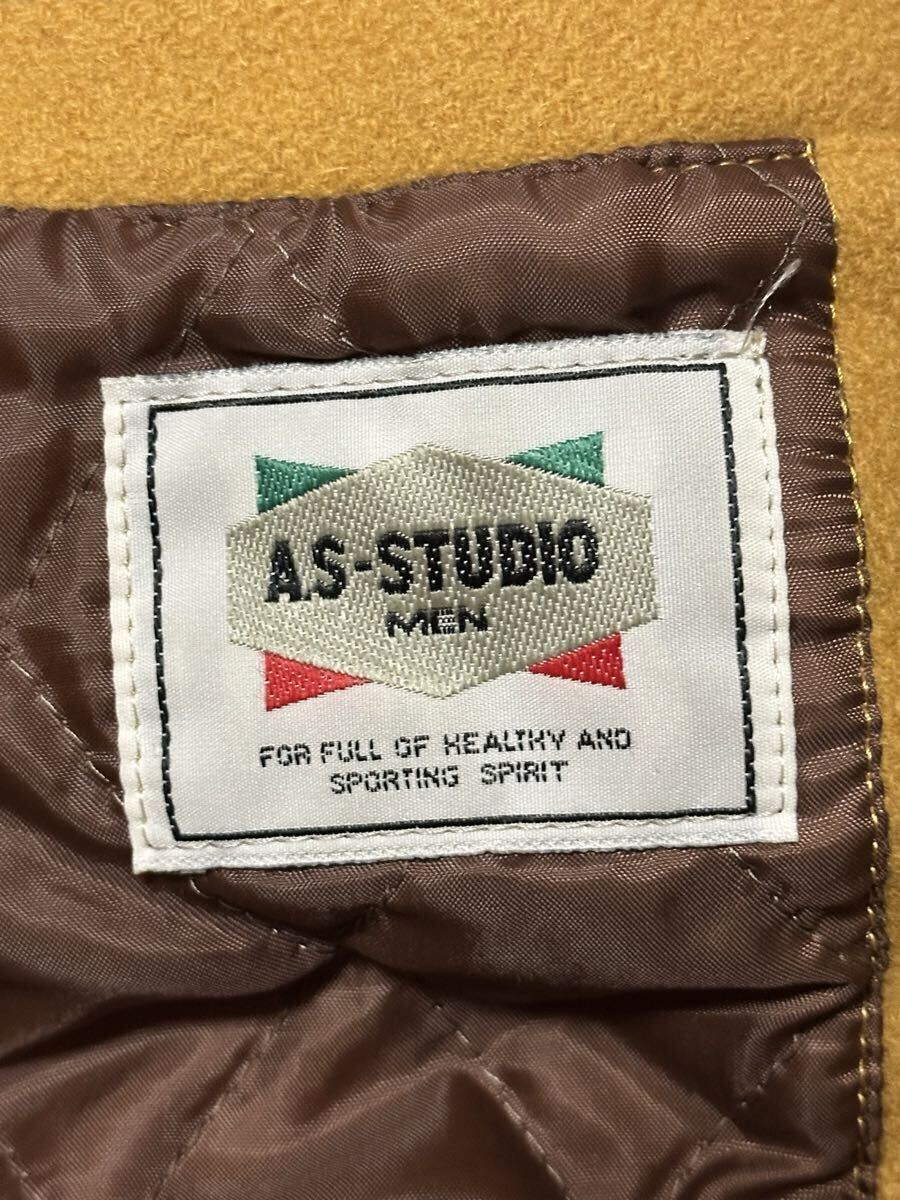 A.S-STUDIO
MEN
FOR FULL OF HEALTHY AND
SPORTING SPIRIT